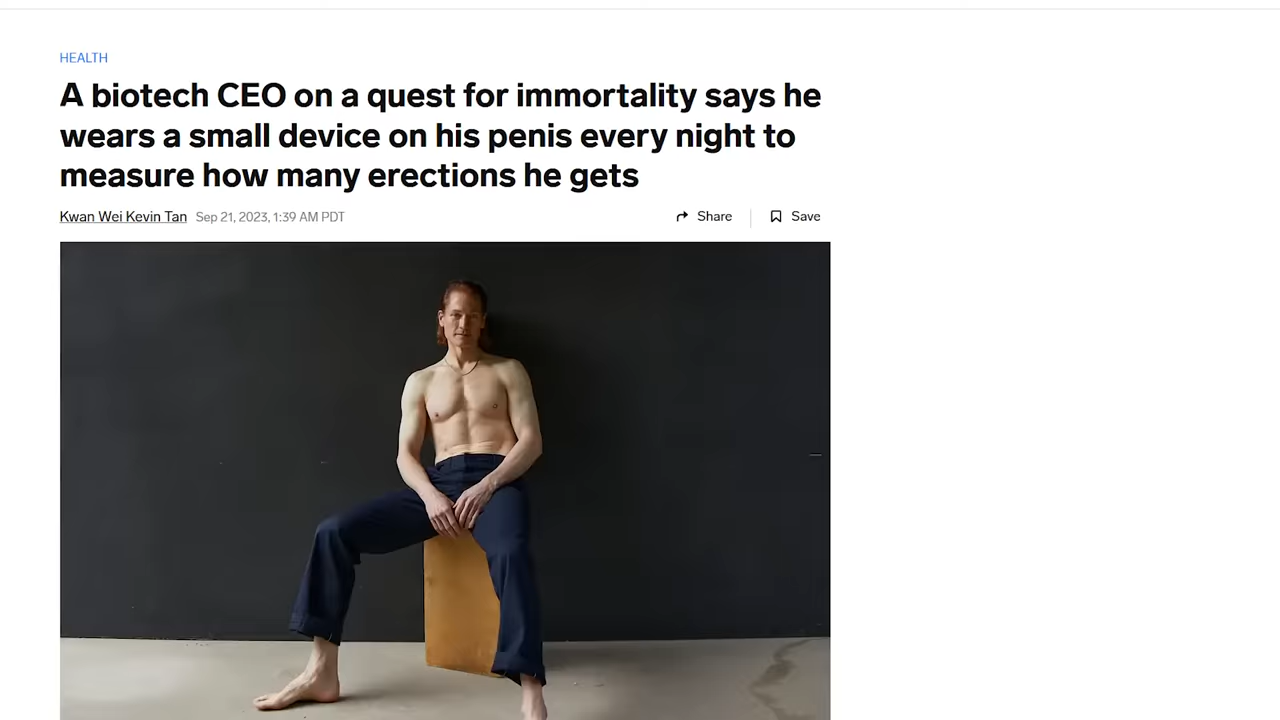 HEALTH
A biotech CEO on a quest for immortality says he
wears a small device on his penis every night to
measure how many erections he gets
Kwan Wei Kevin Tan Sep 21, 2023, 1:39 AM PDT Share Save